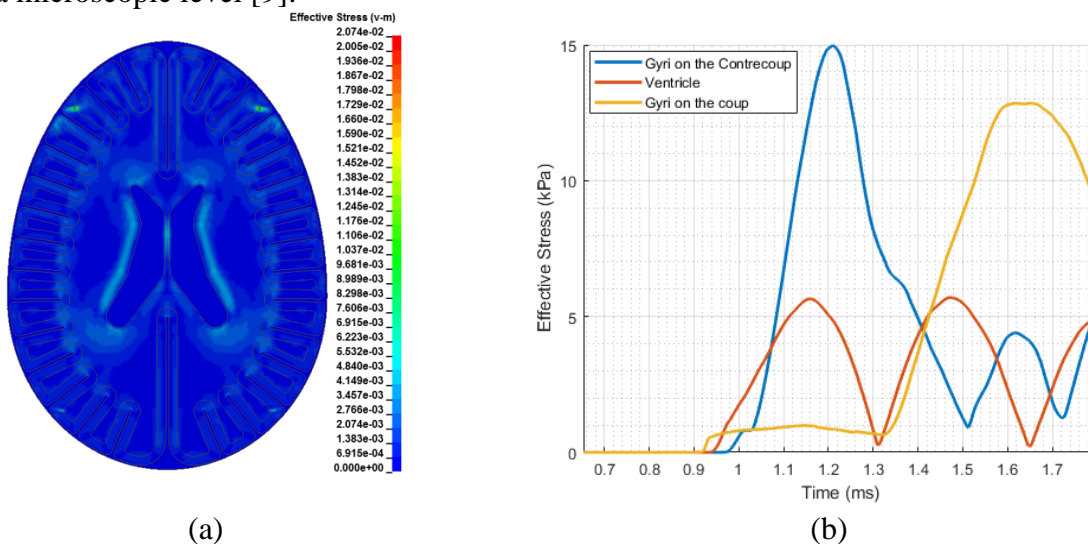 a microscopic level [9].
Effective Stress (v-m)
2.074e-02
2.005e-02
1.936e-02
1.867e-02
1.798e-02
1.729e-02
1.660e-02
1.590e-02
1.521e-02
1.452e-02
1.383e-02
1.314e-02
1.245e-02
1.176e-02
1.106e-02
1.037e-02
9.681e-03
8.989e-03
8.298e-03
7.606e-03
6.915e-03
6.223e-03
5.532e-03
4.840e-03
4.149e-03
3.457e-03
2.766e-03
2.074e-03
1.383e-03
6.915e-04
0.000e+00
(a)
15
10
5
0
Effective Stress (kPa)
Gyri on the Contrecoup
Ventricle
Gyri on the coup
0.7 0.8 0.9 1 1.1 1.2 1.3 1.4 1.5 1.6 1.7
Time (ms)
(b)